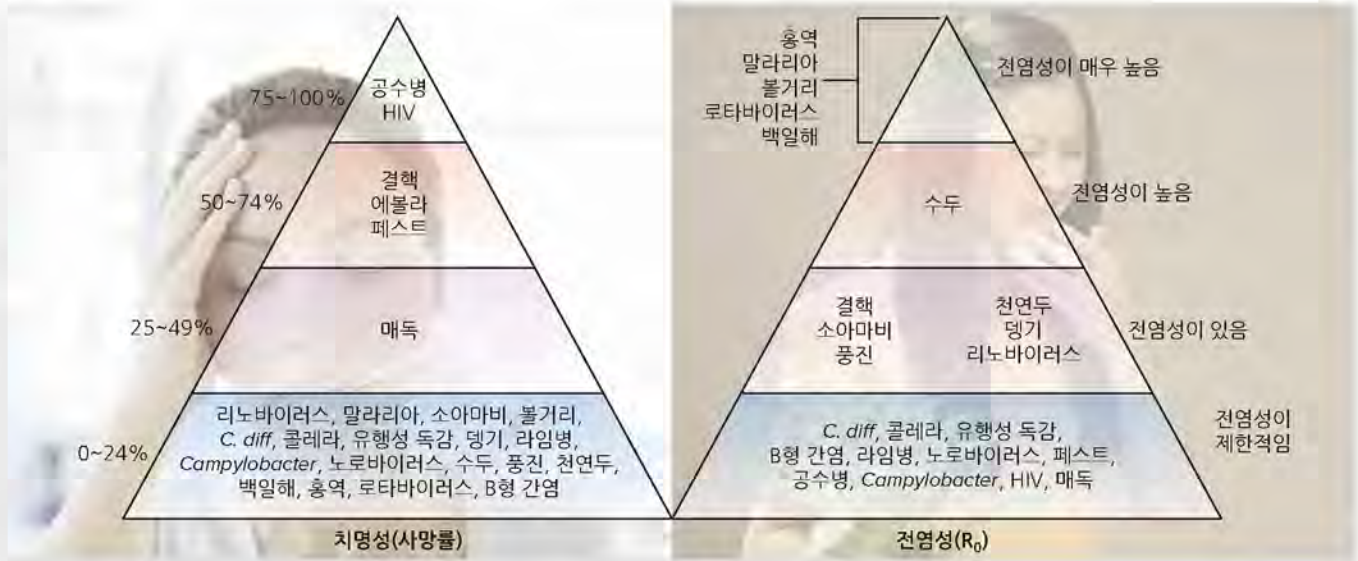 75~100%
공수병
HIV
50~74%
결핵
에볼라
페스트
25~49%
매독
0~24%
리노바이러스, 말라리아, 소아마비, 볼거리,
C. diff, 콜레라, 유행성 독감, 뎅기, 라임병,
Campylobacter, 노로바이러스, 수두, 풍진, 천연두,
백일해, 홍역, 로타바이러스, B형 간염
치명성(사망률)
홍역
말라리아
볼거리
로타바이러스
백일해
전염성이 매우 높음
수두
전염성이 높음
결핵
소아마비
풍진
천연두
뎅기
리노바이러스
전염성이 있음
C. diff, 콜레라, 유행성 독감,
B형 간염, 라임병, 노로바이러스, 페스트,
공수병, Campylobacter, HIV, 매독
전염성이
제한적임
전염성(R₀)